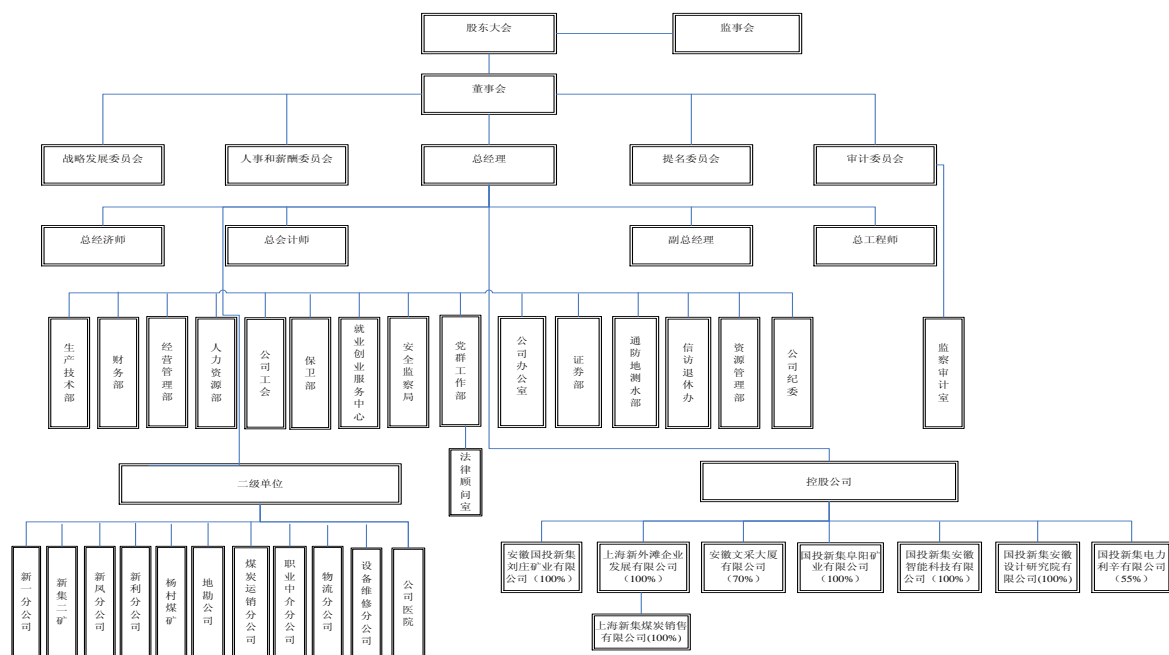 股东大会
监事会
董事会
战略发展委员会
人事和薪酬委员会
总经理
提名委员会
审计委员会
总经济师
总会计师
副总经理
总工程师
生产技术部
财务部
经营管理部
人力资源部
公司工会
保卫部
就业创业服务中心
安全监察局
党群工作部
公司办公室
证券部
通防地测水部
信访退休办
资源管理部
公司纪委
监察审计室
法律顾问室
二级单位
控股公司
新一分公司
新集二矿
新凤分公司
新利分公司
杨村煤矿
地勘公司
煤炭运销分公司
职业中介分公司
物流分公司
设备维修分公司
公司医院
安徽国投新集
刘庄矿业有限
公司（100%）
上海新外滩企业
发展有限公司
（100%）
安徽文采大厦
有限公司
（70%）
国投新集阜阳矿
业有限公司
（100%）
国投新集安徽
智能科技有限
公司（100%）
国投新集安徽
设计研究院有
限公司(100%)
国投新集电力
利辛有限公司
（55%）
上海新集煤炭销售
有限公司(100%)